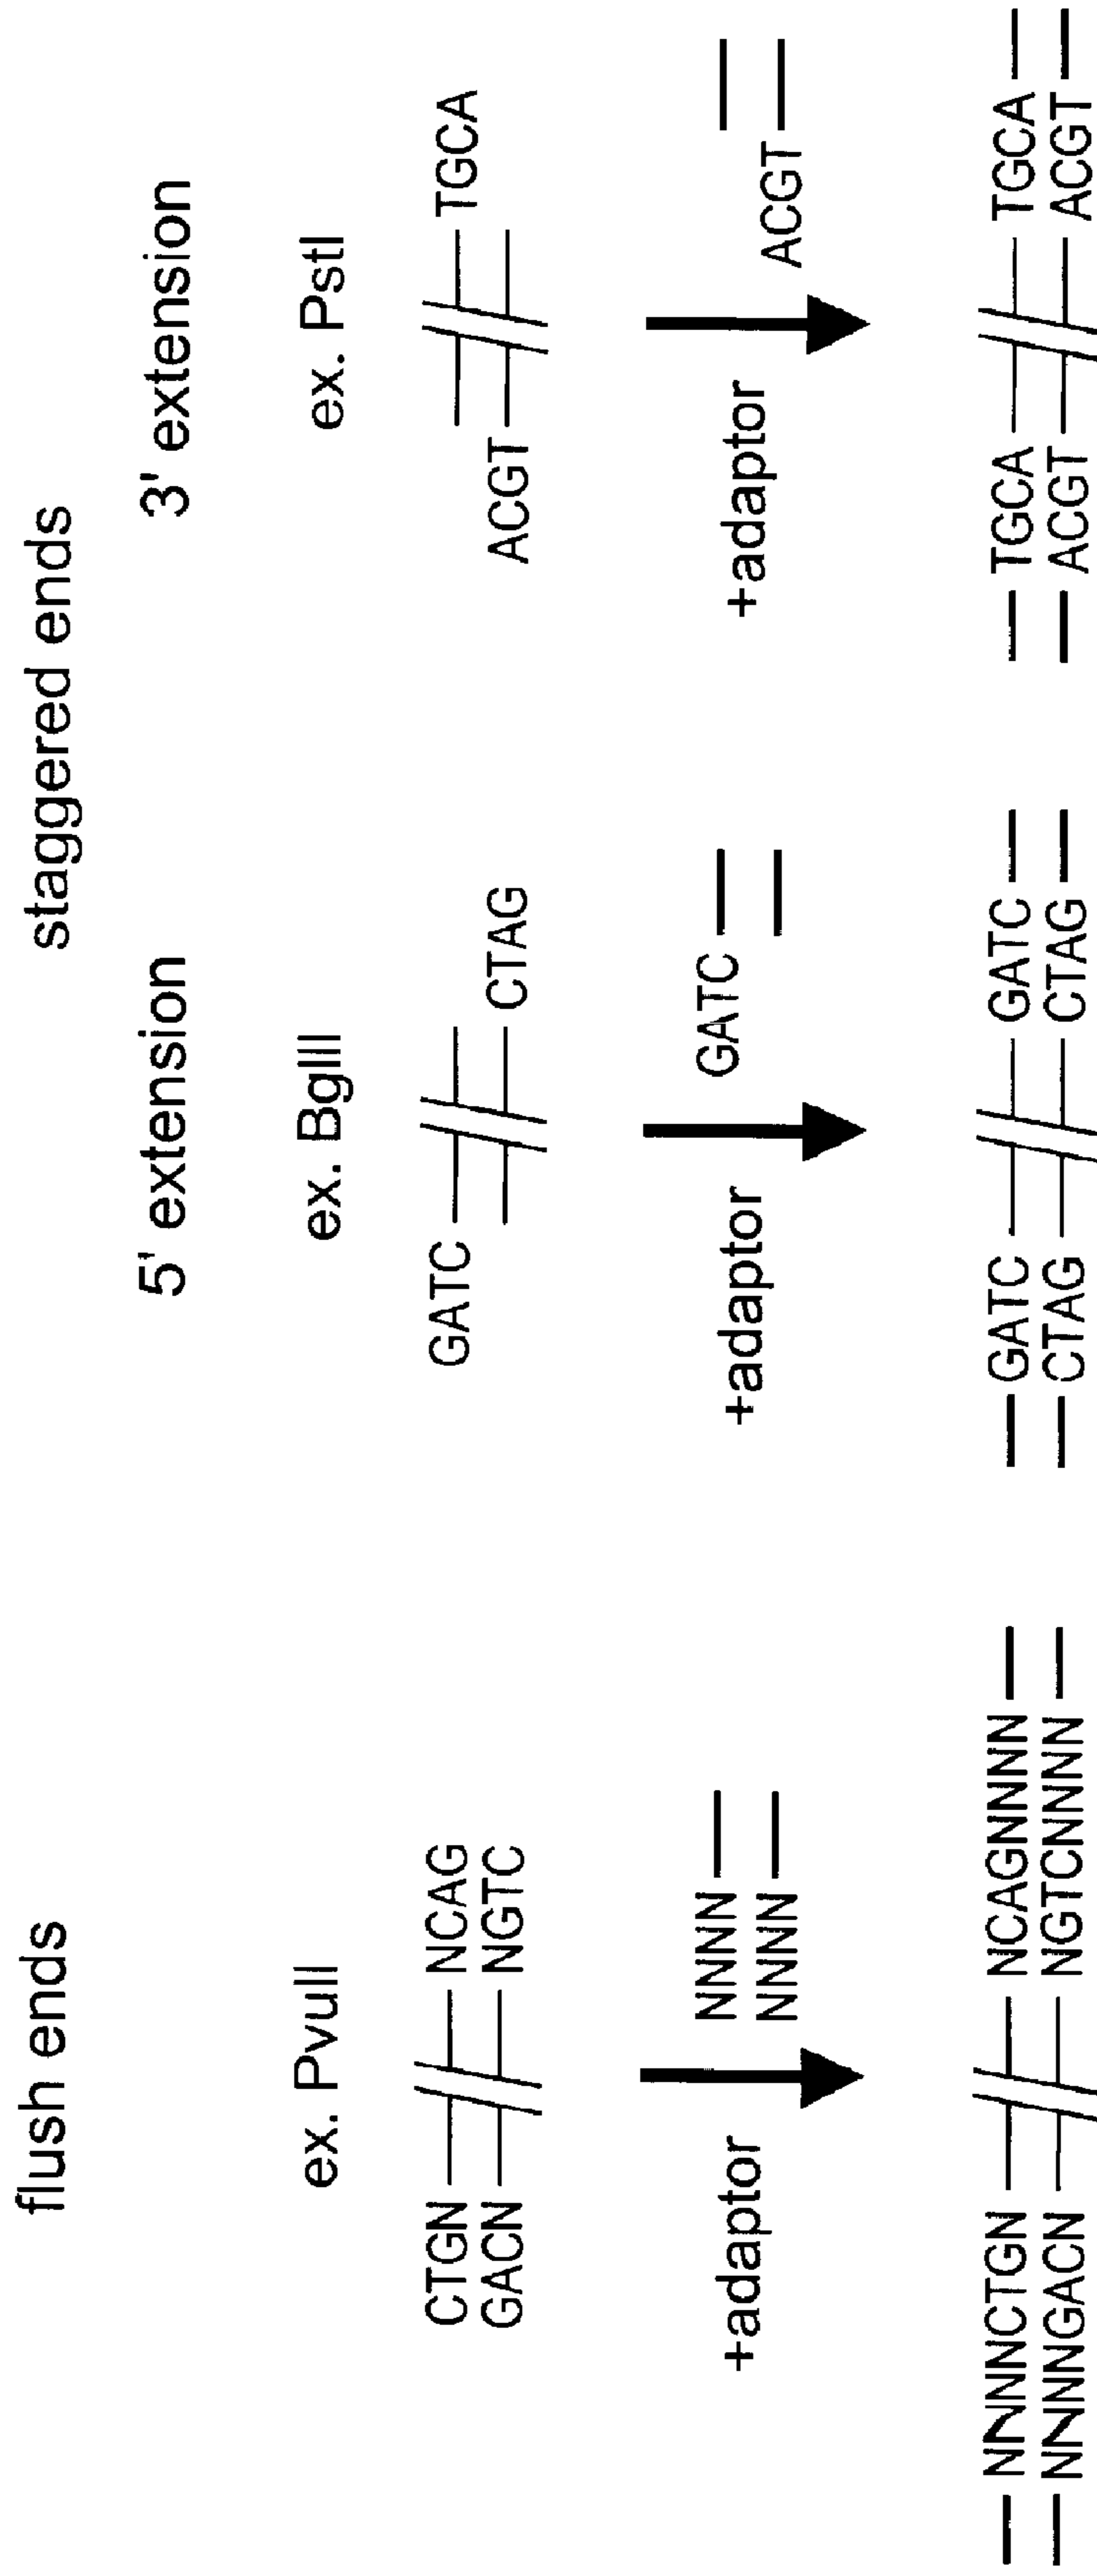 flush ends
staggered ends
5' extension
3' extension
ex. PvuII
ex. BglII
ex. PstI
CTGN NCAG
GACN NGTC
GATC
CTAG
TGCA
ACGT
+adaptor
NNNN
NNNN
+adaptor
GATC
+adaptor
ACGT
NNNNCTGN NCAGNNNN
NNNNGACN NGTCNNNN
GATC GATC
CTAG CTAG
TGCA TGCA
ACGT ACGT